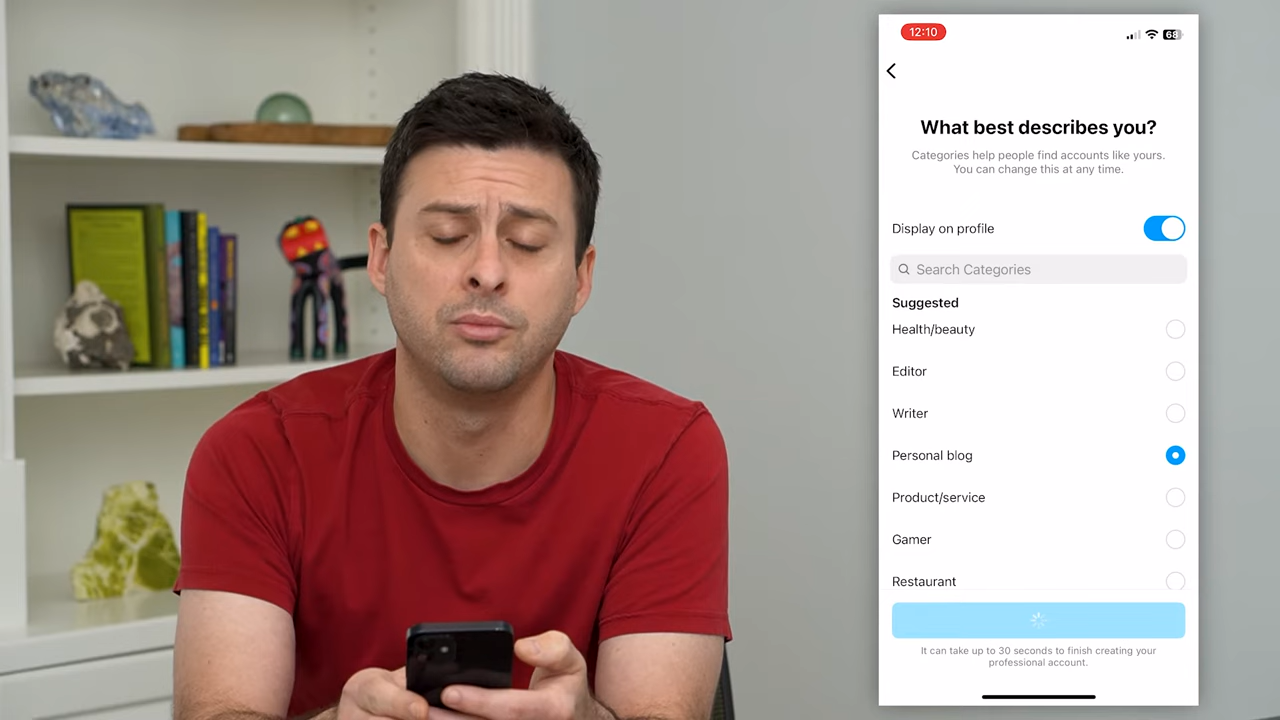 12:10
68
What best describes you?
Categories help people find accounts like yours.
You can change this at any time.
Display on profile
Search Categories
Suggested
Health/beauty
Editor
Writer
Personal blog
Product/service
Gamer
Restaurant
It can take up to 30 seconds to finish creating your
professional account.